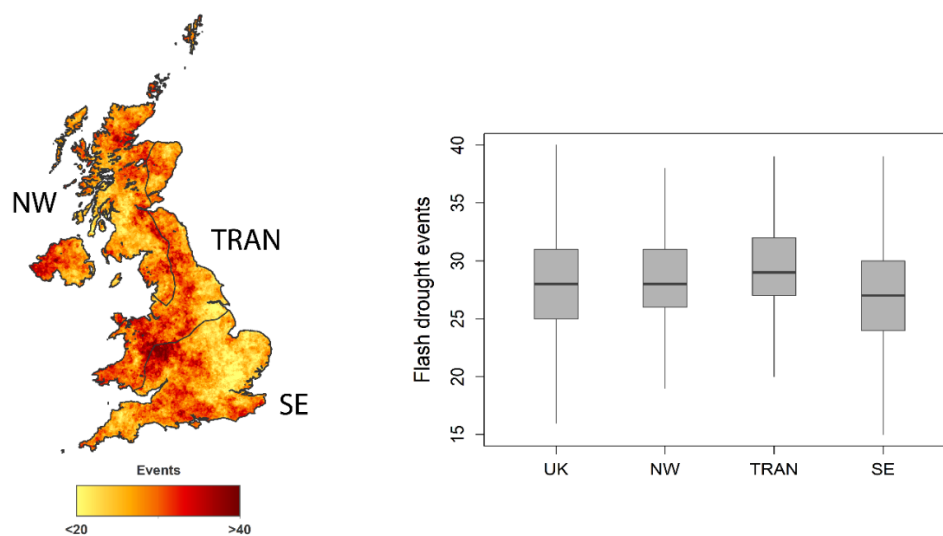 NW
TRAN
SE
Events
<20 >40
Flash drought events
40
35
30
25
20
15
UK NW TRAN SE